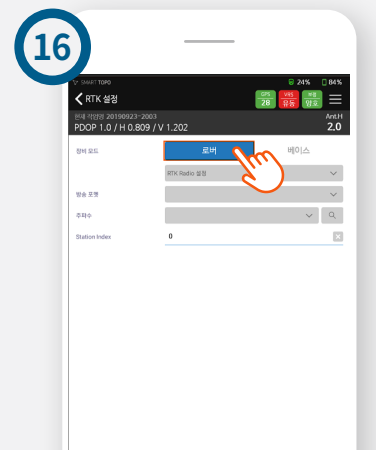 16
SMART TOPO 24% 84%
RTK 설정 GPS 28 VRS 유동 보통 양호
현재 작업명 20190923-2003 Ant.H
PDOP 1.0 / H 0.809 / V 1.202 2.0
장비 모드 로버 베이스
RTK Radio 설정
방송 포맷
주파수
Station Index 0